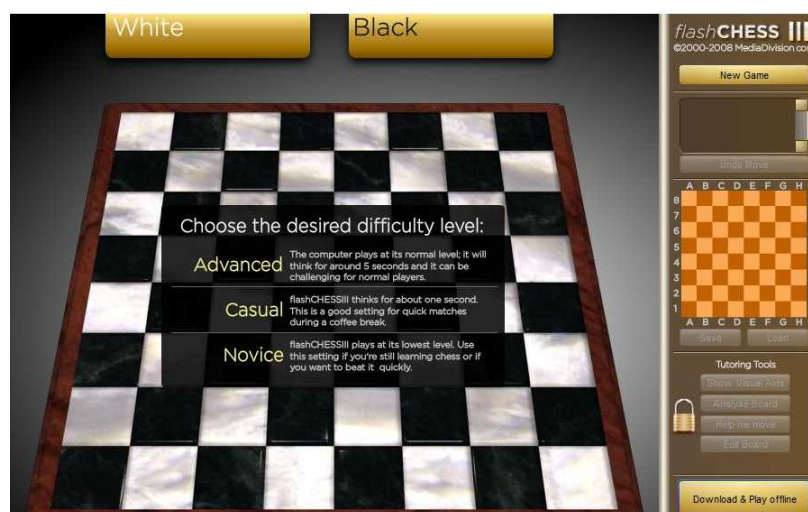 White
Black
Choose the desired difficulty level:
Advanced
The computer plays at its normal level; it will
think for around 5 seconds and it can be
challenging for normal players.
Casual
flashCHESSIII thinks for about one second.
This is a good setting for quick matches
during a coffee break.
Novice
flashCHESSIII plays at its lowest level. Use
this setting if you're still learning chess or if
you want to beat it quickly.
flashCHESS III
©2000-2008 MediaDivision.com
New Game
Undo Move
A B C D E F G H
8
7
6
5
4
3
2
1
A B C D E F G H
Save
Load
Tutoring Tools
Show Visual Aids
Analyse Board
Help me move
Edit Board
Download & Play offline